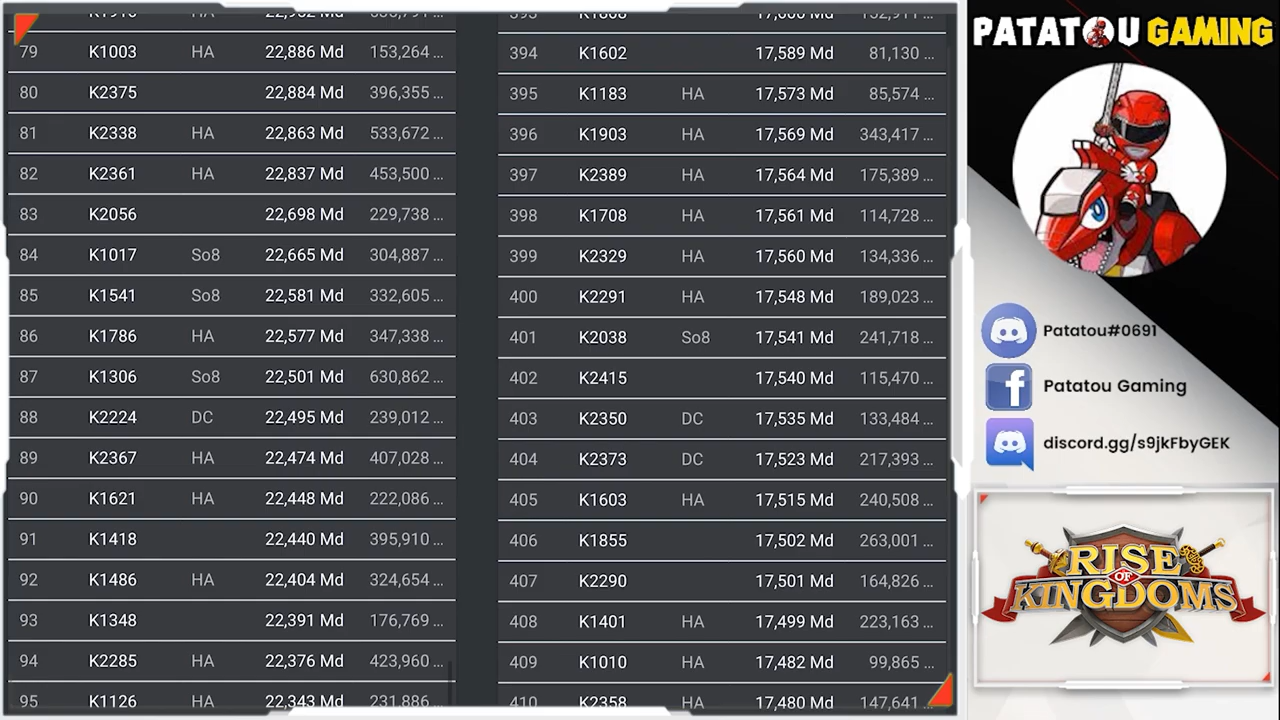 PATATOU GAMING
79 K1003 HA 22,886 Md 153,264 ...
80 K2375 22,884 Md 396,355 ...
81 K2338 HA 22,863 Md 533,672 ...
82 K2361 HA 22,837 Md 453,500 ...
83 K2056 22,698 Md 229,738 ...
84 K1017 So8 22,665 Md 304,887 ...
85 K1541 So8 22,581 Md 332,605 ...
86 K1786 HA 22,577 Md 347,338 ...
87 K1306 So8 22,501 Md 630,862 ...
88 K2224 DC 22,495 Md 239,012 ...
89 K2367 HA 22,474 Md 407,028 ...
90 K1621 HA 22,448 Md 222,086 ...
91 K1418 22,440 Md 395,910 ...
92 K1486 HA 22,404 Md 324,654 ...
93 K1348 22,391 Md 176,769 ...
94 K2285 HA 22,376 Md 423,960 ...
95 K1126 HA 22,343 Md 231,886 ...
394 K1602 17,589 Md 81,130 ...
395 K1183 HA 17,573 Md 85,574 ...
396 K1903 HA 17,569 Md 343,417 ...
397 K2389 HA 17,564 Md 175,389 ...
398 K1708 HA 17,561 Md 114,728 ...
399 K2329 HA 17,560 Md 134,336 ...
400 K2291 HA 17,548 Md 189,023 ...
401 K2038 So8 17,541 Md 241,718 ...
402 K2415 17,540 Md 115,470 ...
403 K2350 DC 17,535 Md 133,484 ...
404 K2373 DC 17,523 Md 217,393 ...
405 K1603 HA 17,515 Md 240,508 ...
406 K1855 17,502 Md 263,001 ...
407 K2290 17,501 Md 164,826 ...
408 K1401 HA 17,499 Md 223,163 ...
409 K1010 HA 17,482 Md 99,865 ...
410 K2358 HA 17,480 Md 147,641 ...
Patatou#0691
Patatou Gaming
discord.gg/s9jkFbyGEK
RISE
OF
KINGDOMS